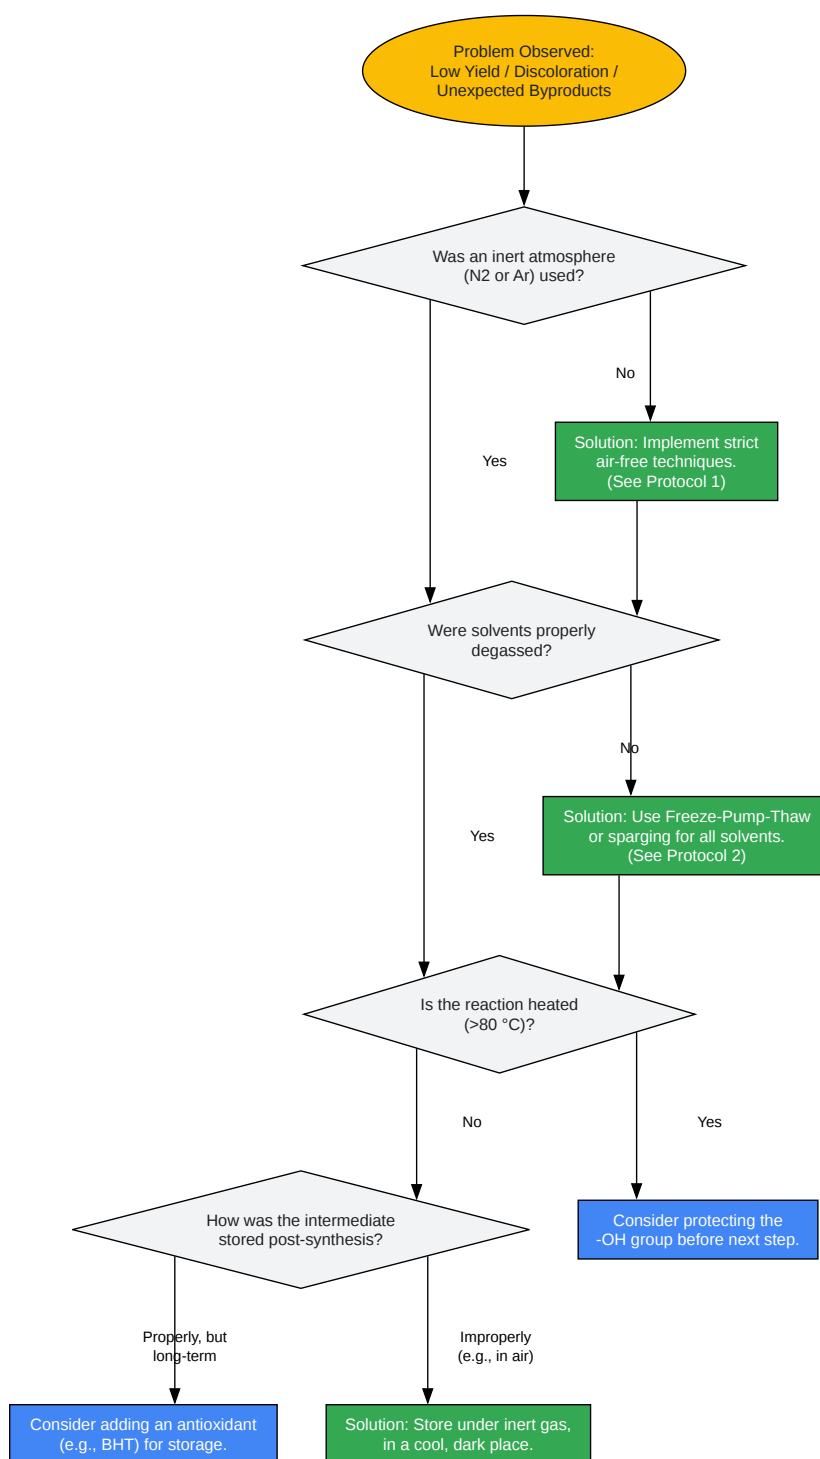 Problem Observed:
Low Yield / Discoloration /
Unexpected Byproducts
Was an inert atmosphere
(N2 or Ar) used?
No
Yes
Solution: Implement strict
air-free techniques.
(See Protocol 1)
Were solvents properly
degassed?
No
Yes
Solution: Use Freeze-Pump-Thaw
or sparging for all solvents.
(See Protocol 2)
Is the reaction heated
(>80 °C)?
No
Yes
How was the intermediate
stored post-synthesis?
Consider protecting the
-OH group before next step.
Properly, but
long-term
Improperly
(e.g., in air)
Consider adding an antioxidant
(e.g., BHT) for storage.
Solution: Store under inert gas,
in a cool, dark place.